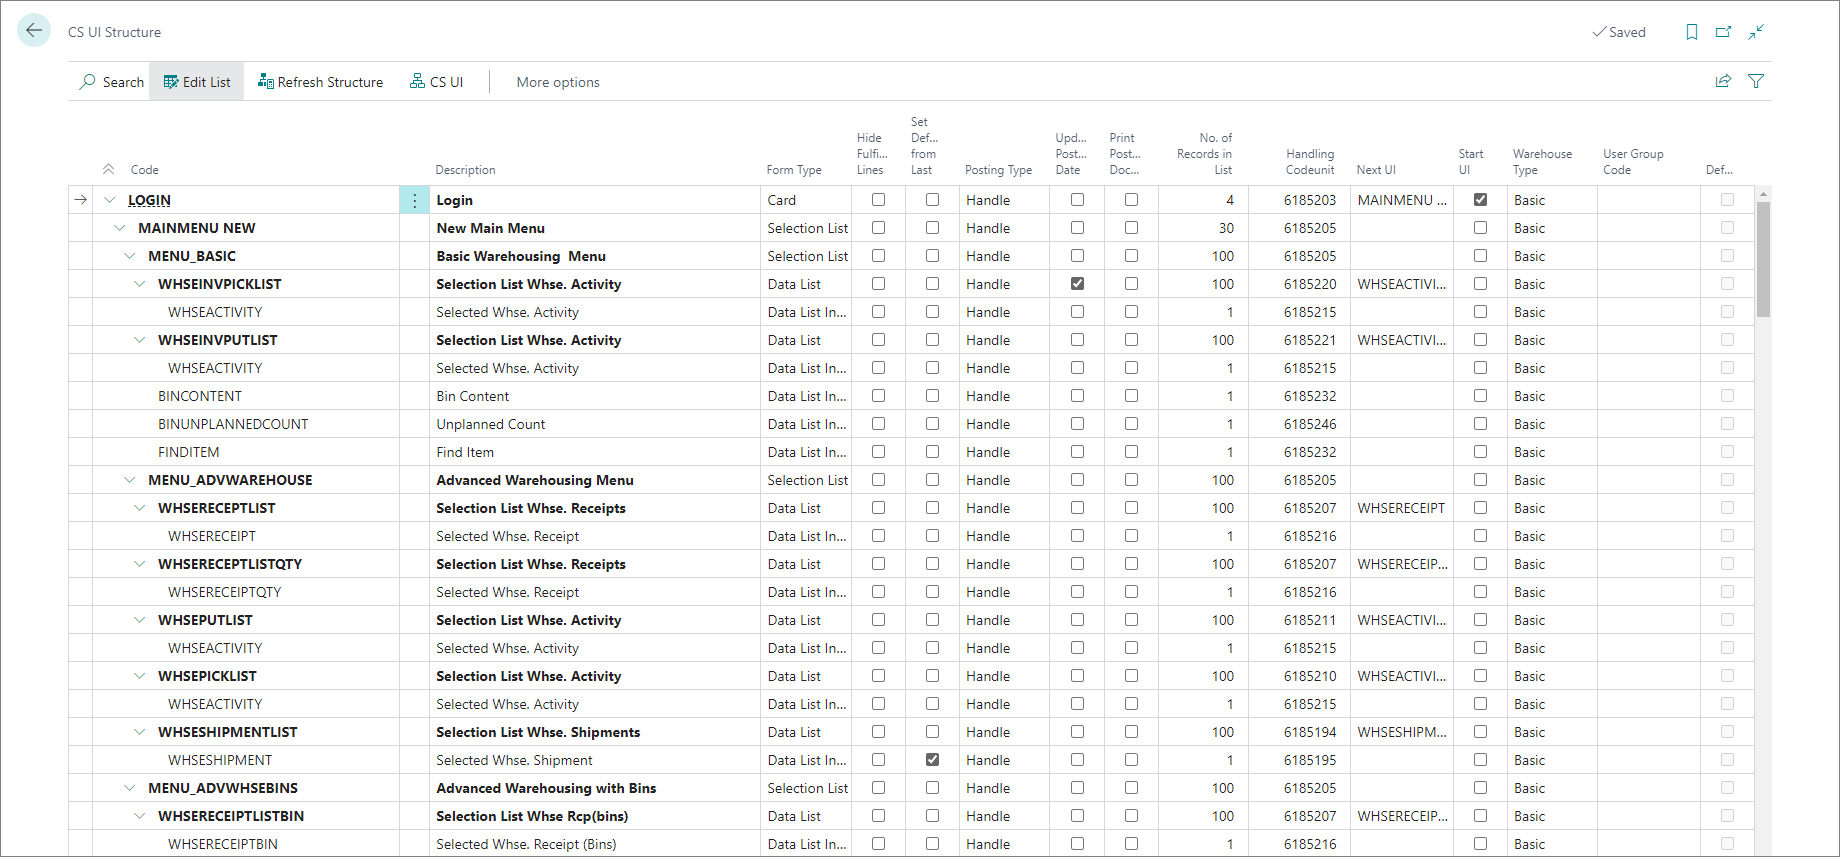 CS UI Structure
Saved
Search Edit List Refresh Structure CS UI More options
Code Description Form Type Hide Fulfi... Lines Set Def... from Last Posting Type Upd... Post... Date Print Post... Doc... No. of Records in List Handling Codeunit Next UI Start UI Warehouse Type User Group Code Def...
LOGIN Login Card Handle 4 6185203 MAINMENU ... Basic
MAINMENU NEW New Main Menu Selection List Handle 30 6185205 Basic
MENU_BASIC Basic Warehousing Menu Selection List Handle 100 6185205 Basic
WHSEINVPICKLIST Selection List Whse. Activity Data List Handle 100 6185220 WHSEACTIVI... Basic
WHSEACTIVITY Selected Whse. Activity Data List In... Handle 1 6185215 Basic
WHSEINVPUTLIST Selection List Whse. Activity Data List Handle 100 6185221 WHSEACTIVI... Basic
WHSEACTIVITY Selected Whse. Activity Data List In... Handle 1 6185215 Basic
BINCONTENT Bin Content Data List In... Handle 1 6185232 Basic
BINUNPLANNEDCOUNT Unplanned Count Data List In... Handle 1 6185246 Basic
FINDITEM Find Item Data List In... Handle 1 6185232 Basic
MENU_ADVWAREHOUSE Advanced Warehousing Menu Selection List Handle 100 6185205 Basic
WHSERECEPTLIST Selection List Whse. Receipts Data List Handle 100 6185207 WHSERECEIPT Basic
WHSERECEIPT Selected Whse. Receipt Data List In... Handle 1 6185216 Basic
WHSERECEPTLISTQTY Selection List Whse. Receipts Data List Handle 100 6185207 WHSERECEIP... Basic
WHSERECEIPTQTY Selected Whse. Receipt Data List In... Handle 1 6185216 Basic
WHSEPUTLIST Selection List Whse. Activity Data List Handle 100 6185211 WHSEACTIVI... Basic
WHSEACTIVITY Selected Whse. Activity Data List In... Handle 1 6185215 Basic
WHSEPICKLIST Selection List Whse. Activity Data List Handle 100 6185210 WHSEACTIVI... Basic
WHSEACTIVITY Selected Whse. Activity Data List In... Handle 1 6185215 Basic
WHSESHIPMENTLIST Selection List Whse. Shipments Data List Handle 100 6185194 WHSESHIPM... Basic
WHSESHIPMENT Selected Whse. Shipment Data List In... Handle 1 6185195 Basic
MENU_ADVWHSEBINS Advanced Warehousing with Bins Selection List Handle 100 6185205 Basic
WHSERECEIPTLISTBIN Selection List Whse Rcp(bins) Data List Handle 100 6185207 WHSERECEIP... Basic
WHSERECEIPTBIN Selected Whse. Receipt (Bins) Data List In... Handle 1 6185216 Basic